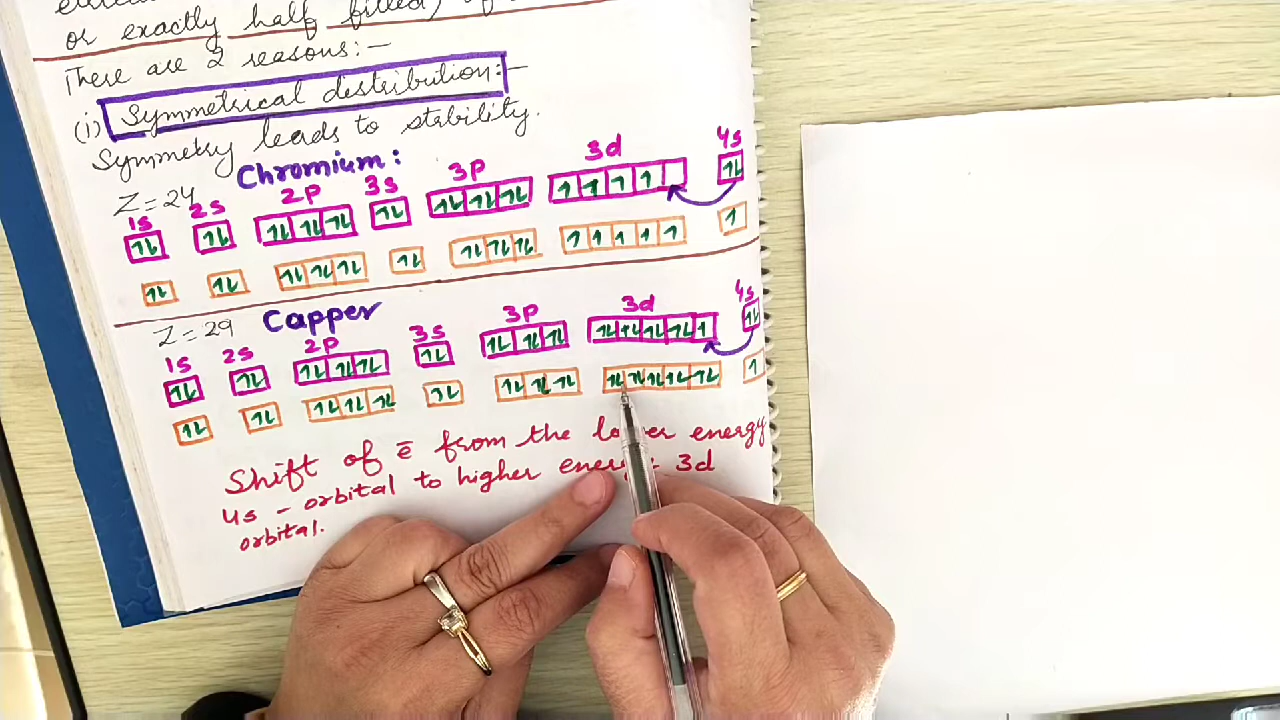 or exactly half filled)
There are 2 reasons:-
(i) Symmetrical distribution:-
Symmetry leads to stability.
Chromium:
Z=24
1s 2s 2p 3s 3p 3d 4s
Z=29 Capper
1s 2s 2p 3s 3p 3d 4s
Shift of ē from the lower energy
4s - orbital to higher energy 3d
orbital.